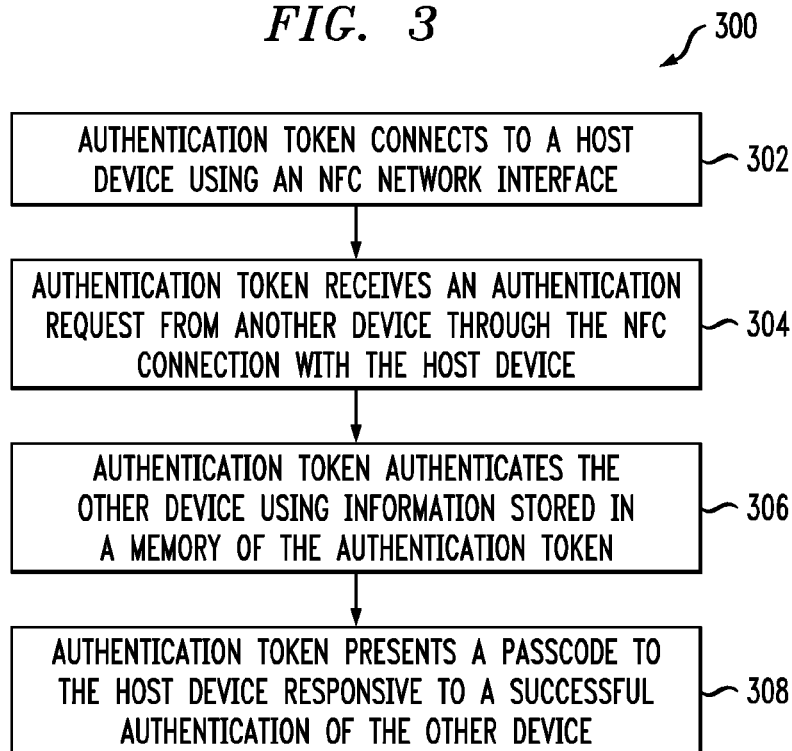 FIG. 3
300
AUTHENTICATION TOKEN CONNECTS TO A HOST
DEVICE USING AN NFC NETWORK INTERFACE
302
AUTHENTICATION TOKEN RECEIVES AN AUTHENTICATION
REQUEST FROM ANOTHER DEVICE THROUGH THE NFC
CONNECTION WITH THE HOST DEVICE
304
AUTHENTICATION TOKEN AUTHENTICATES THE
OTHER DEVICE USING INFORMATION STORED IN
A MEMORY OF THE AUTHENTICATION TOKEN
306
AUTHENTICATION TOKEN PRESENTS A PASSCODE TO
THE HOST DEVICE RESPONSIVE TO A SUCCESSFUL
AUTHENTICATION OF THE OTHER DEVICE
308